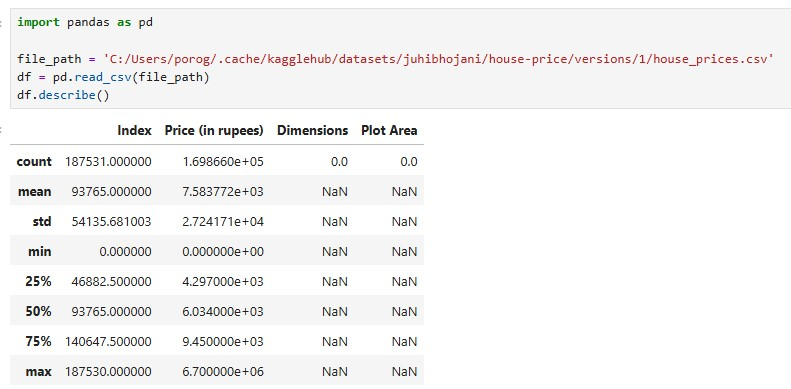 import pandas as pd
file_path = 'C:/Users/porog/.cache/kagglehub/datasets/juhibhojani/house-price/versions/1/house_prices.csv'
df = pd.read_csv(file_path)
df.describe()
Index Price (in rupees) Dimensions Plot Area
count 187531.000000 1.698660e+05 0.0 0.0
mean 93765.000000 7.583772e+03 NaN NaN
std 54135.681003 2.724171e+04 NaN NaN
min 0.000000 0.000000e+00 NaN NaN
25% 46882.500000 4.297000e+03 NaN NaN
50% 93765.000000 6.034000e+03 NaN NaN
75% 140647.500000 9.450000e+03 NaN NaN
max 187530.000000 6.700000e+06 NaN NaN